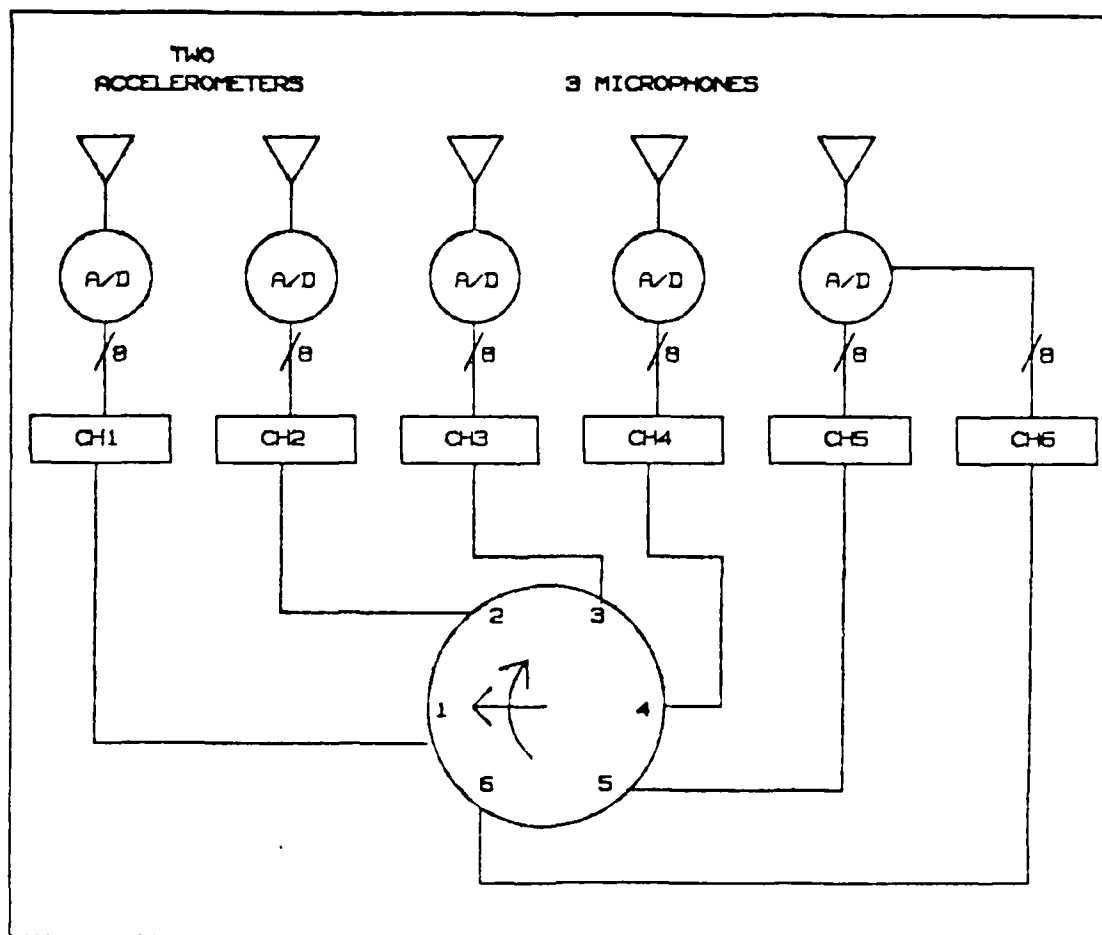 TWO
ACCELEROMETERS
3 MICROPHONES
A/D A/D A/D A/D A/D
8 8 8 8 8 8
CH1 CH2 CH3 CH4 CH5 CH6
2 3
1 4
6 5